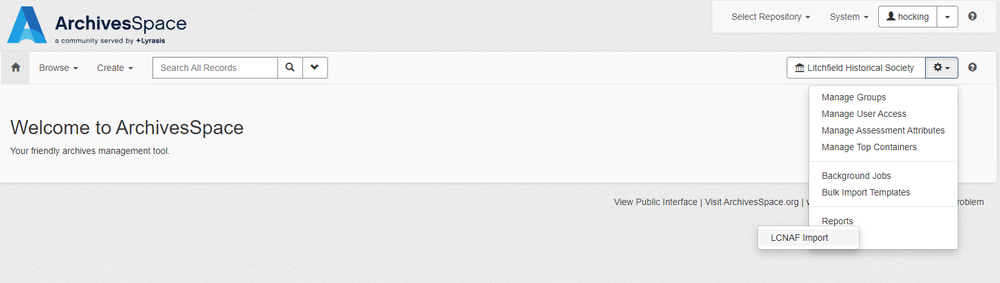 ArchivesSpace
a community served by Lyrasis
Select Repository
System
hocking
Browse
Create
Search All Records
Litchfield Historical Society
Manage Groups
Manage User Access
Manage Assessment Attributes
Manage Top Containers
Background Jobs
Bulk Import Templates
Reports
LCNAF Import
Welcome to ArchivesSpace
Your friendly archives management tool.
View Public Interface | Visit ArchivesSpace.org |